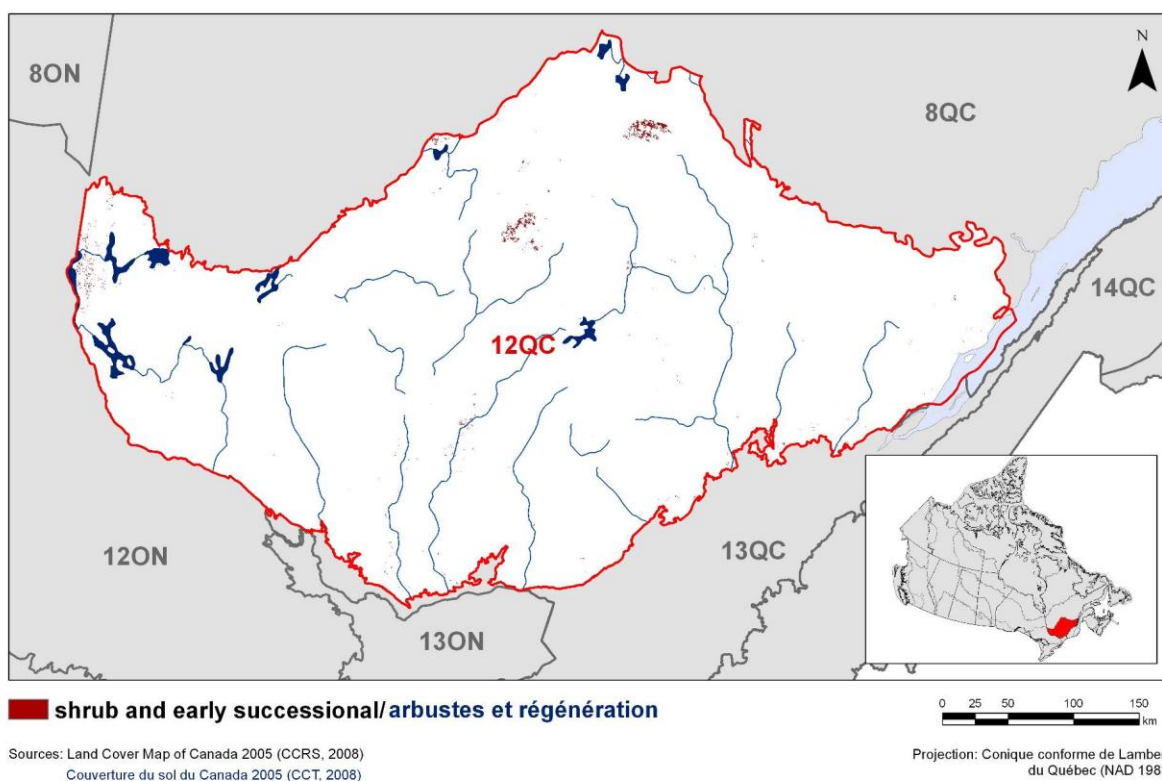 N
8ON
8QC
14QC
12QC
12ON
13QC
13ON
shrub and early successional/arbustes et régénération
0 25 50 100 150
km
Sources: Land Cover Map of Canada 2005 (CCRS, 2008)
Couverture du sol du Canada 2005 (CCT, 2008)
Projection: Conique conforme de Lamber
du Québec (NAD 198